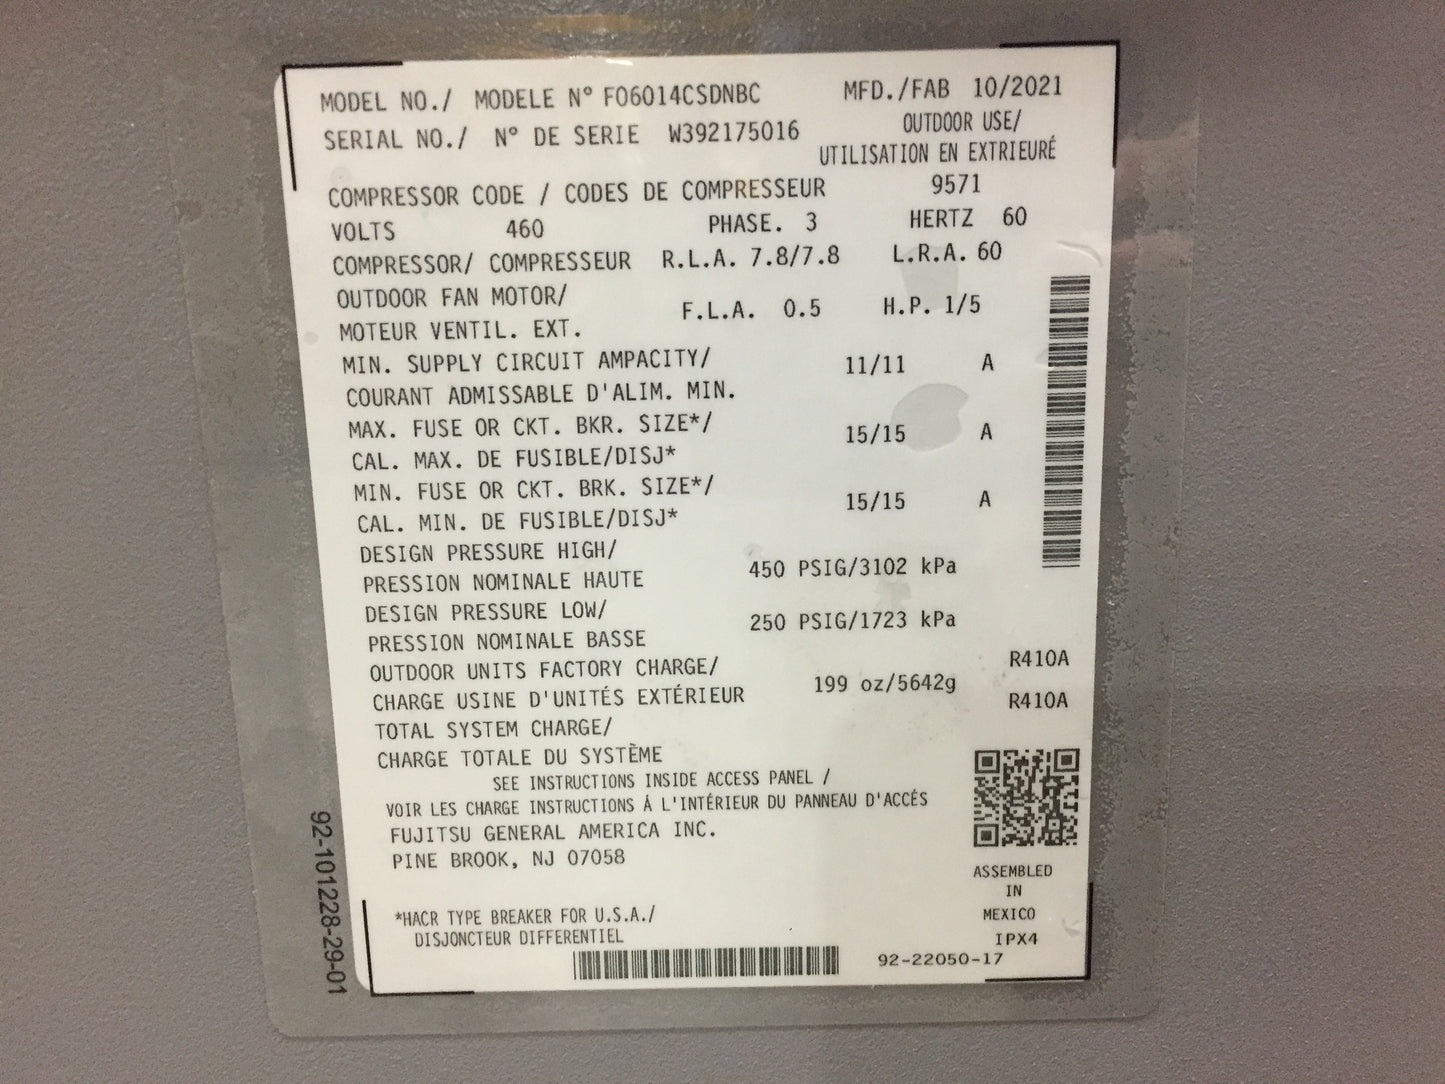 MODEL NO./ MODELE N° FO6014CSDNBC MFD./FAB 10/2021
SERIAL NO./ N° DE SERIE W392175016 OUTDOOR USE/
UTILISATION EN EXTRIEURÉ
COMPRESSOR CODE / CODES DE COMPRESSEUR 9571
VOLTS 460 PHASE. 3 HERTZ 60
COMPRESSOR/ COMPRESSEUR R.L.A. 7.8/7.8 L.R.A. 60
OUTDOOR FAN MOTOR/
MOTEUR VENTIL. EXT. F.L.A. 0.5 H.P. 1/5
MIN. SUPPLY CIRCUIT AMPACITY/ 11/11 A
COURANT ADMISSABLE D'ALIM. MIN.
MAX. FUSE OR CKT. BKR. SIZE*/ 15/15 A
CAL. MAX. DE FUSIBLE/DISJ*
MIN. FUSE OR CKT. BRK. SIZE*/ 15/15 A
CAL. MIN. DE FUSIBLE/DISJ*
DESIGN PRESSURE HIGH/
PRESSION NOMINALE HAUTE 450 PSIG/3102 kPa
DESIGN PRESSURE LOW/ 250 PSIG/1723 kPa
PRESSION NOMINALE BASSE
OUTDOOR UNITS FACTORY CHARGE/ R410A
CHARGE USINE D'UNITÉS EXTÉRIEUR 199 oz/5642g R410A
TOTAL SYSTEM CHARGE/
CHARGE TOTALE DU SYSTÈME
SEE INSTRUCTIONS INSIDE ACCESS PANEL /
VOIR LES CHARGE INSTRUCTIONS Á L'INTÉRIEUR DU PANNEAU D'ACCÉS
FUJITSU GENERAL AMERICA INC.
PINE BROOK, NJ 07058
ASSEMBLED
IN
MEXICO
IPX4
*HACR TYPE BREAKER FOR U.S.A./
DISJONCTEUR DIFFERENTIEL
92-22050-17
92-101228-29-01